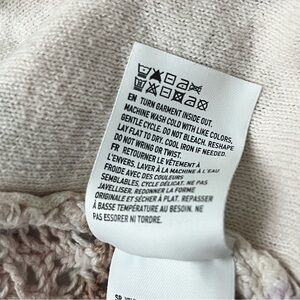 EN TURN GARMENT INSIDE OUT.
MACHINE WASH COLD WITH LIKE COLORS,
GENTLE CYCLE. DO NOT BLEACH. RESHAPE
LAY FLAT TO DRY. COOL IRON IF NEEDED.
DO NOT WRING OR TWIST.
FR RETOURNER LE VÊTEMENT À
L'ENVERS. LAVER À LA MACHINE À L'EAU
FROIDE AVEC DES COULEURS
SEMBLABLES, CYCLE DÉLICAT. NE PAS
JAVELLISER. REDONNER LA FORME
ORIGINALE ET SÉCHER À PLAT. REPASSER
À BASSE TEMPÉRATURE AU BESOIN. NE
PAS ESSORER NI TORDRE.